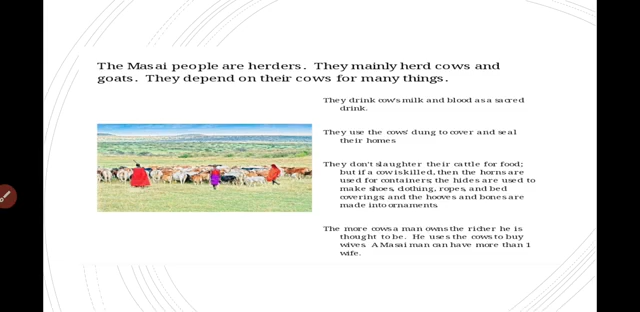 The Masai people are herders. They mainly herd cows and
goats. They depend on their cows for many things.
They drink cow's milk and blood as a sacred
drink.
They use the cows' dung to cover and seal
their homes
They don't slaughter their cattle for food;
but if a cow is killed, then the horns are
used for containers; the hides are used to
make shoes, clothing, ropes, and bed
coverings; and the hooves and bones are
made into ornaments
The more cows a man owns the richer he is
thought to be. He uses the cows to buy
wives. A Masai man can have more than 1
wife.